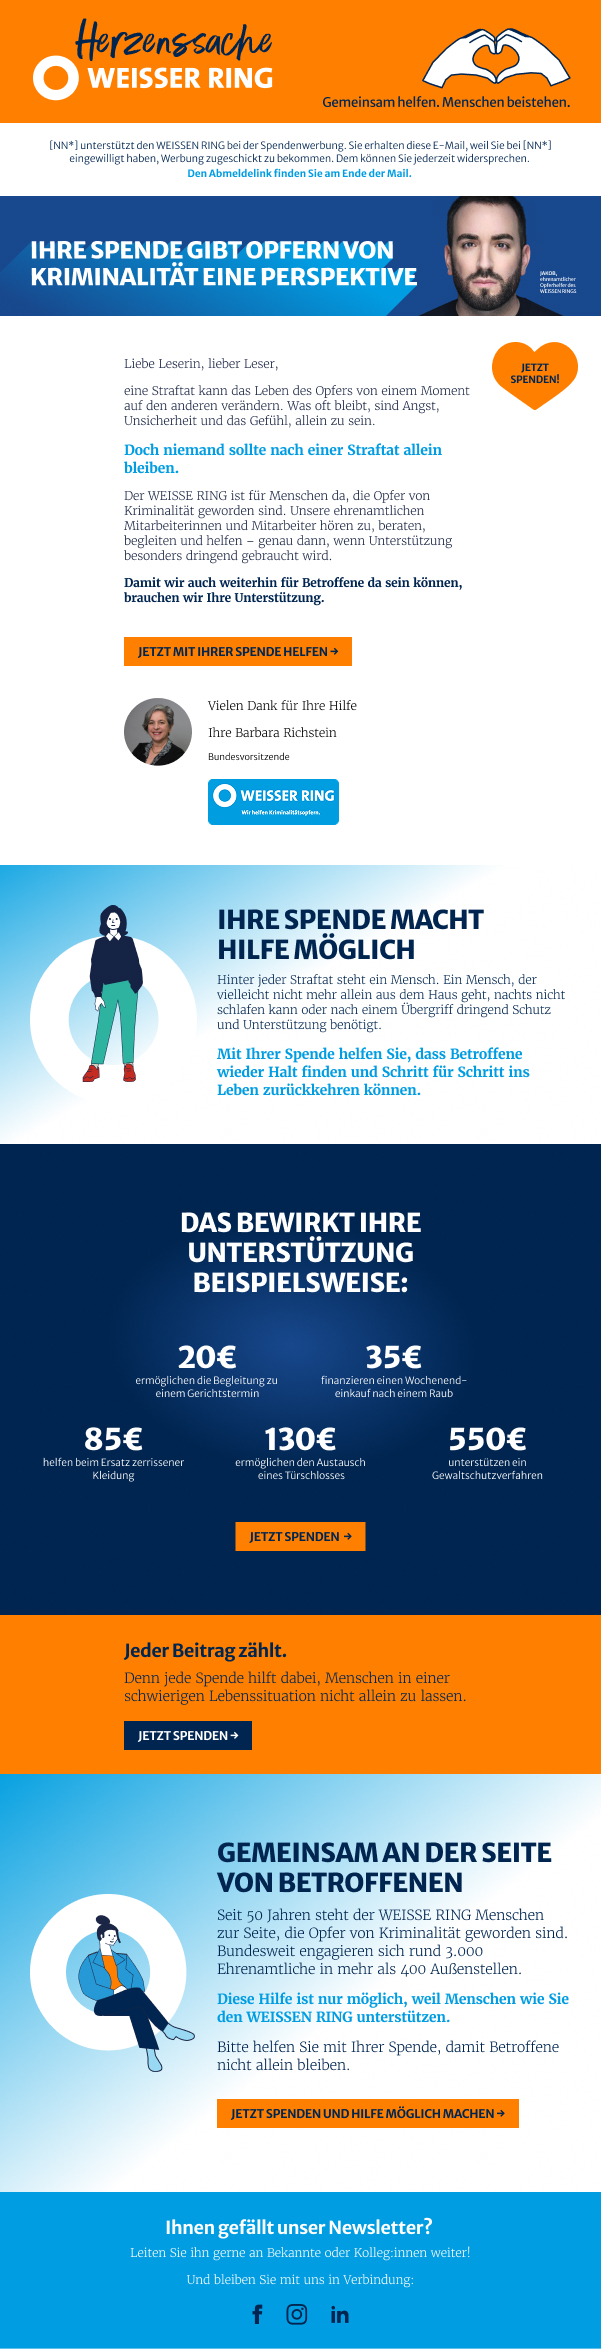 Herzenssache
WEISSER RING
Gemeinsam helfen. Menschen beistehen.
[NN*] unterstützt den WEISSEN RING bei der Spendenwerbung. Sie erhalten diese E-Mail, weil Sie bei [NN*]
eingewilligt haben, Werbung zugeschickt zu bekommen. Dem können Sie jederzeit widersprechen.
Den Abmeldelink finden Sie am Ende der Mail.
IHRE SPENDE GIBT OPFERN VON
KRIMINALITÄT EINE PERSPEKTIVE
JAKOB,
ehrenamtlicher
Opferhelfer des
WEISSEN RINGS
JETZT
SPENDEN!
Liebe Leserin, lieber Leser,
eine Straftat kann das Leben des Opfers von einem Moment
auf den anderen verändern. Was oft bleibt, sind Angst,
Unsicherheit und das Gefühl, allein zu sein.
Doch niemand sollte nach einer Straftat allein
bleiben.
Der WEISSE RING ist für Menschen da, die Opfer von
Kriminalität geworden sind. Unsere ehrenamtlichen
Mitarbeiterinnen und Mitarbeiter hören zu, beraten,
begleiten und helfen – genau dann, wenn Unterstützung
besonders dringend gebraucht wird.
Damit wir auch weiterhin für Betroffene da sein können,
brauchen wir Ihre Unterstützung.
JETZT MIT IHRER SPENDE HELFEN →
Vielen Dank für Ihre Hilfe
Ihre Barbara Richstein
Bundesvorsitzende
WEISSER RING
Wir helfen Kriminalitätsopfern.
IHRE SPENDE MACHT
HILFE MÖGLICH
Hinter jeder Straftat steht ein Mensch. Ein Mensch, der
vielleicht nicht mehr allein aus dem Haus geht, nachts nicht
schlafen kann oder nach einem Übergriff dringend Schutz
und Unterstützung benötigt.
Mit Ihrer Spende helfen Sie, dass Betroffene
wieder Halt finden und Schritt für Schritt ins
Leben zurückkehren können.
DAS BEWIRKT IHRE
UNTERSTÜTZUNG
BEISPIELSWEISE:
20€
ermöglichen die Begleitung zu
einem Gerichtstermin
35€
finanzieren einen Wochenend-
einkauf nach einem Raub
85€
helfen beim Ersatz zerrissener
Kleidung
130€
ermöglichen den Austausch
eines Türschlosses
550€
unterstützen ein
Gewaltschutzverfahren
JETZT SPENDEN →
Jeder Beitrag zählt.
Denn jede Spende hilft dabei, Menschen in einer
schwierigen Lebenssituation nicht allein zu lassen.
JETZT SPENDEN →
GEMEINSAM AN DER SEITE
VON BETROFFENEN
Seit 50 Jahren steht der WEISSE RING Menschen
zur Seite, die Opfer von Kriminalität geworden sind.
Bundesweit engagieren sich rund 3.000
Ehrenamtliche in mehr als 400 Außenstellen.
Diese Hilfe ist nur möglich, weil Menschen wie Sie
den WEISSEN RING unterstützen.
Bitte helfen Sie mit Ihrer Spende, damit Betroffene
nicht allein bleiben.
JETZT SPENDEN UND HILFE MÖGLICH MACHEN →
Ihnen gefällt unser Newsletter?
Leiten Sie ihn gerne an Bekannte oder Kolleg:innen weiter!
Und bleiben Sie mit uns in Verbindung: